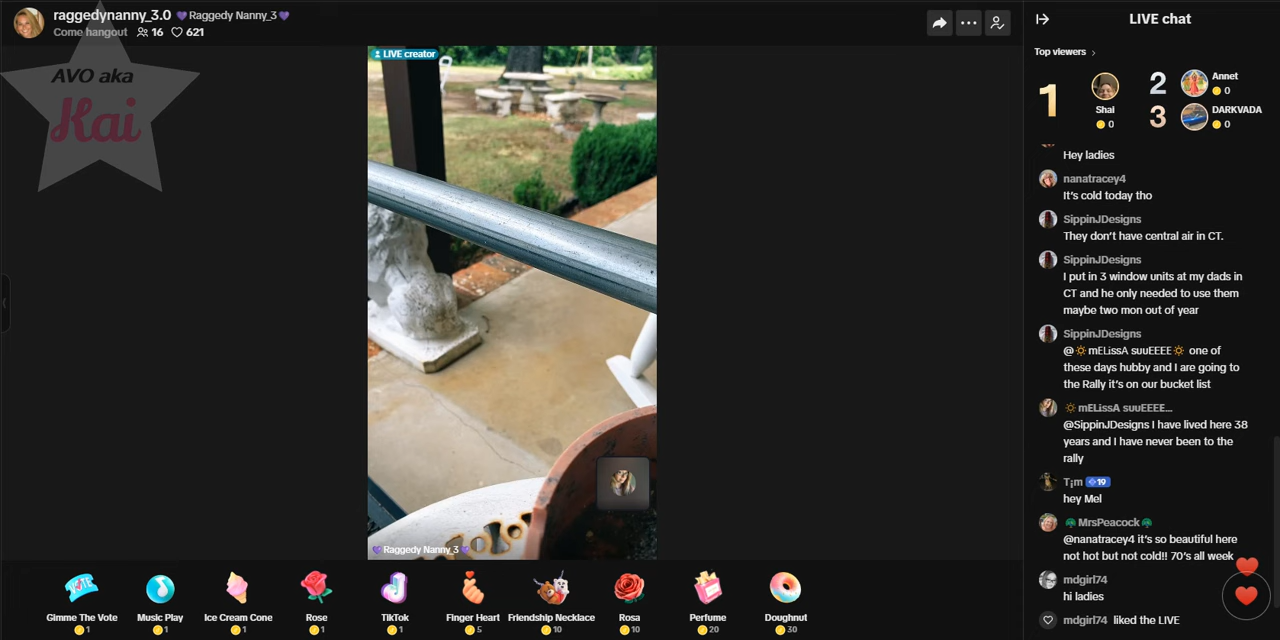 raggedynanny_3.0 💜Raggedy Nanny_3💜
Come hangout 16 621
AVO aka
Kai
LIVE creator
💜 Raggedy Nanny_3 💜
Gimme The Vote
1
Music Play
1
Ice Cream Cone
1
Rose
1
TikTok
1
Finger Heart
5
Friendship Necklace
10
Rosa
10
Perfume
20
Doughnut
30
LIVE chat
Top viewers >
1
Shal
0
2
Annet
0
3
DARKVADA
0
Hey ladies
nanatracey4
It's cold today tho
SippinJDesigns
They don't have central air in CT.
SippinJDesigns
I put in 3 window units at my dads in
CT and he only needed to use them
maybe two mon out of year
SippinJDesigns
@🔆mELissA suuEEEE🔆 one of
these days hubby and I are going to
the Rally it's on our bucket list
🔆 mELissA suuEEEE...
@SippinJDesigns I have lived here 38
years and I have never been to the
rally
T¡m 19
hey Mel
🌳MrsPeacock🌳
@nanatracey4 it's so beautiful here
not hot but not cold!! 70's all week
mdgirl74
hi ladies
mdgirl74 liked the LIVE